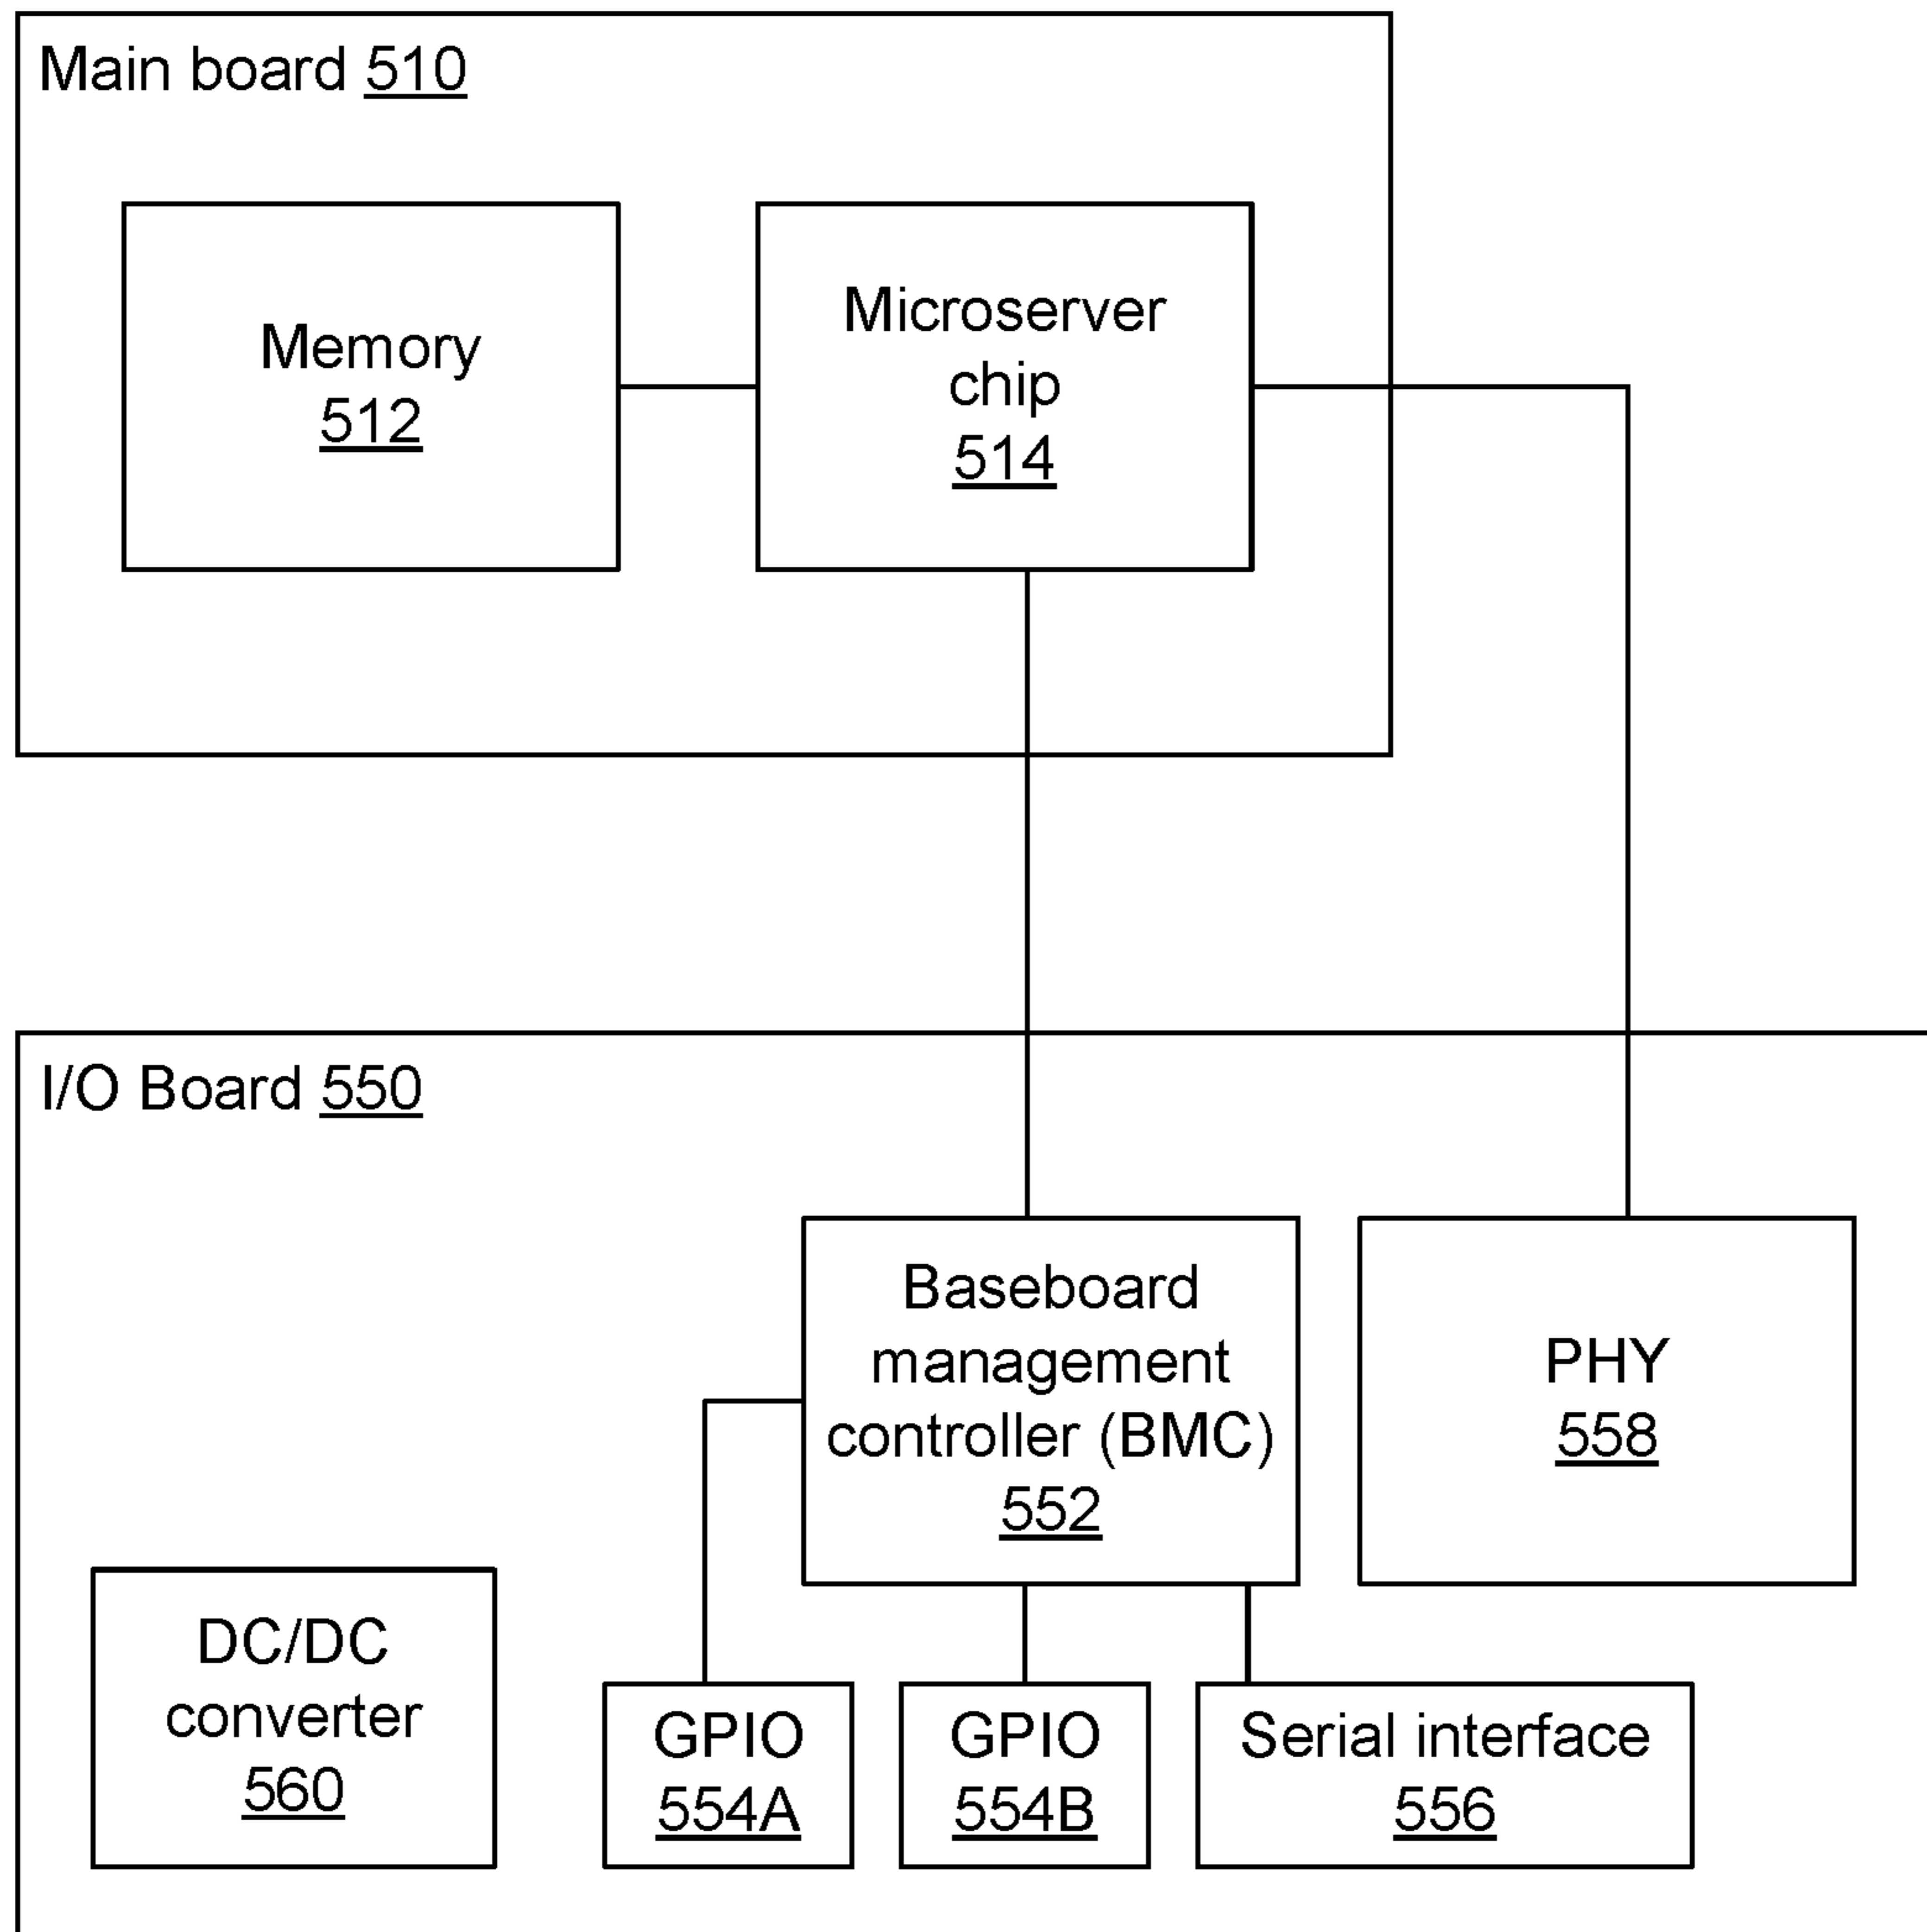 Main board 510
Memory
512
Microserver
chip
514
I/O Board 550
Baseboard
management
controller (BMC)
552
PHY
558
DC/DC
converter
560
GPIO
554A
GPIO
554B
Serial interface
556